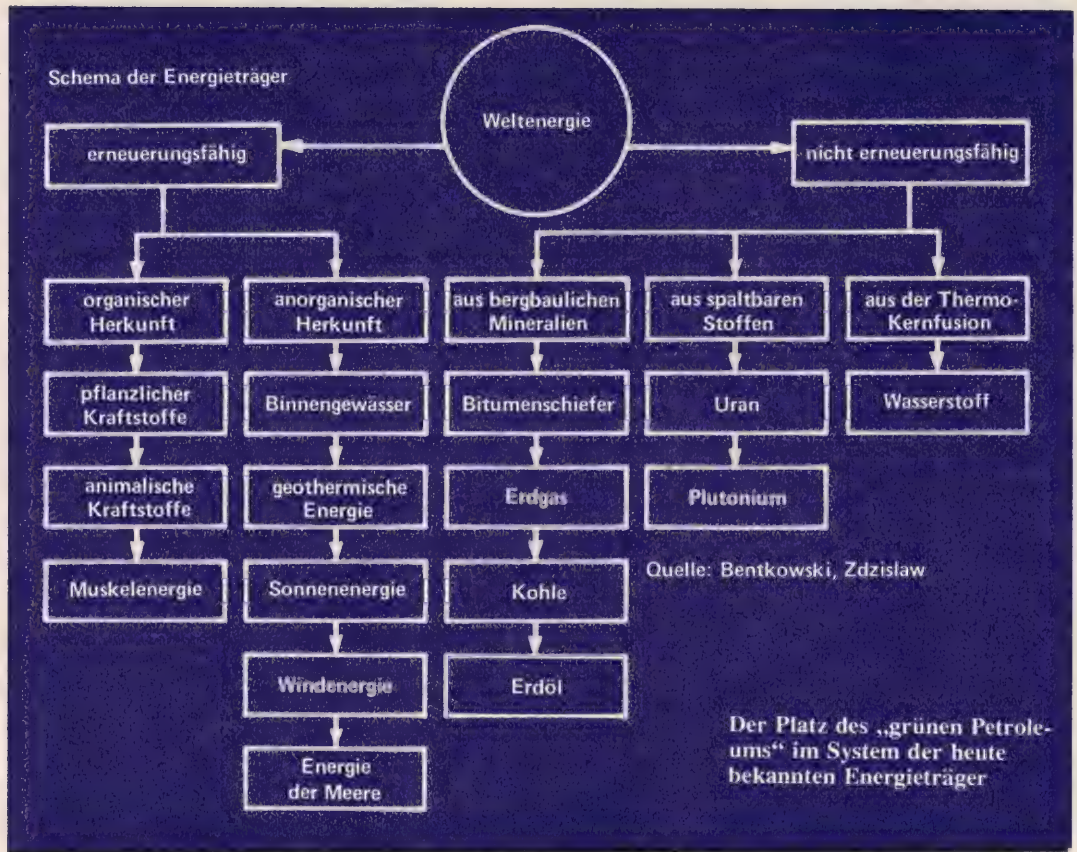 Schema der Energieträger
Weltenergie
erneuerungsfähig
nicht erneuerungsfähig
organischer
Herkunft
anorganischer
Herkunft
aus bergbaulichen
Mineralien
aus spaltbaren
Stoffen
aus der Thermo-
Kernfusion
pflanzlicher
Kraftstoffe
Binnengewässer
Bitumenschiefer
Uran
Wasserstoff
animalische
Kraftstoffe
geothermische
Energie
Erdgas
Plutonium
Muskelenergie
Sonnenenergie
Kohle
Quelle: Bentkowski, Zdzislaw
Windenergie
Erdöl
Energie
der Meere
Der Platz des „grünen Petrole-
ums“ im System der heute
bekannten Energieträger